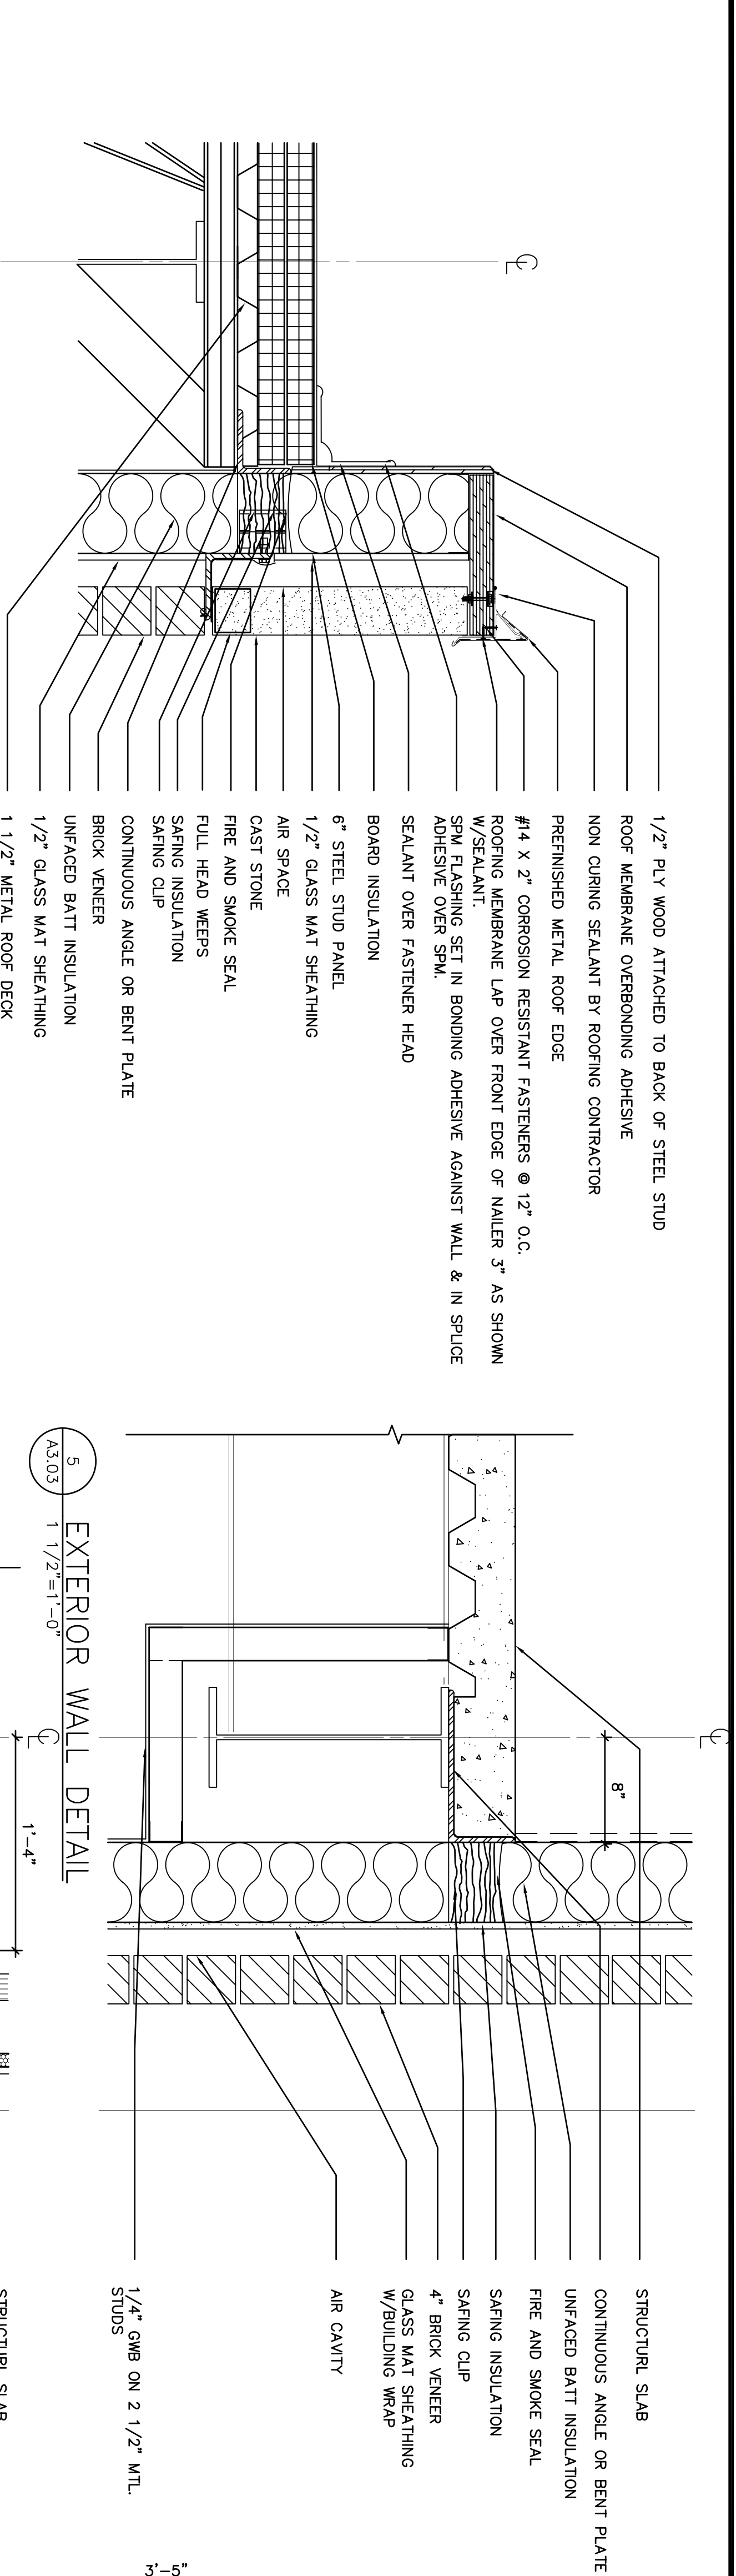 1/2" PLY WOOD ATTACHED TO BACK OF STEEL STUD
ROOF MEMBRANE OVERBONDING ADHESIVE
NON CURING SEALANT BY ROOFING CONTRACTOR
PREFINISHED METAL ROOF EDGE
#14 X 2" CORROSION RESISTANT FASTENERS @ 12" O.C.
ROOFING MEMBRANE LAP OVER FRONT EDGE OF NAILER 3" AS SHOWN
W/SEALANT.
SPM FLASHING SET IN BONDING ADHESIVE AGAINST WALL & IN SPLICE
ADHESIVE OVER SPM.
SEALANT OVER FASTENER HEAD
BOARD INSULATION
6" STEEL STUD PANEL
1/2" GLASS MAT SHEATHING
AIR SPACE
CAST STONE
FIRE AND SMOKE SEAL
FULL HEAD WEEPS
SAFING INSULATION
SAFING CLIP
CONTINUOUS ANGLE OR BENT PLATE
BRICK VENEER
UNFACED BATT INSULATION
1/2" GLASS MAT SHEATHING
1 1/2" METAL ROOF DECK
CL
5
A3.03
EXTERIOR WALL DETAIL
1 1/2"=1'-0"
CL
8"
STRUCTURL SLAB
CONTINUOUS ANGLE OR BENT PLATE
UNFACED BATT INSULATION
FIRE AND SMOKE SEAL
SAFING INSULATION
SAFING CLIP
4" BRICK VENEER
GLASS MAT SHEATHING
W/BUILDING WRAP
AIR CAVITY
1/4" GWB ON 2 1/2" MTL.
STUDS
CL
1'-4"
STRUCTURL SLAB
3'-5"